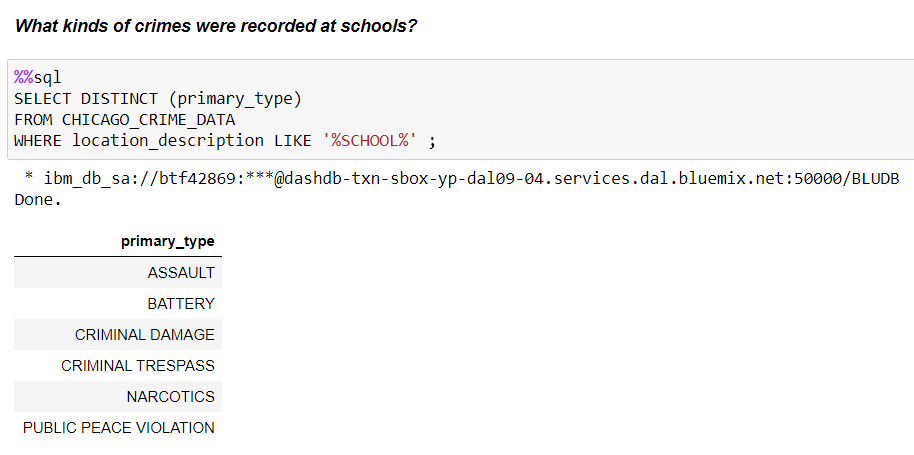 What kinds of crimes were recorded at schools?
%%sql
SELECT DISTINCT (primary_type)
FROM CHICAGO_CRIME_DATA
WHERE location_description LIKE '%SCHOOL%' ;
* ibm_db_sa://btf42869:***@dashdb-txn-sbox-yp-dal09-04.services.dal.bluemix.net:50000/BLUDB
Done.
primary_type
ASSAULT
BATTERY
CRIMINAL DAMAGE
CRIMINAL TRESPASS
NARCOTICS
PUBLIC PEACE VIOLATION